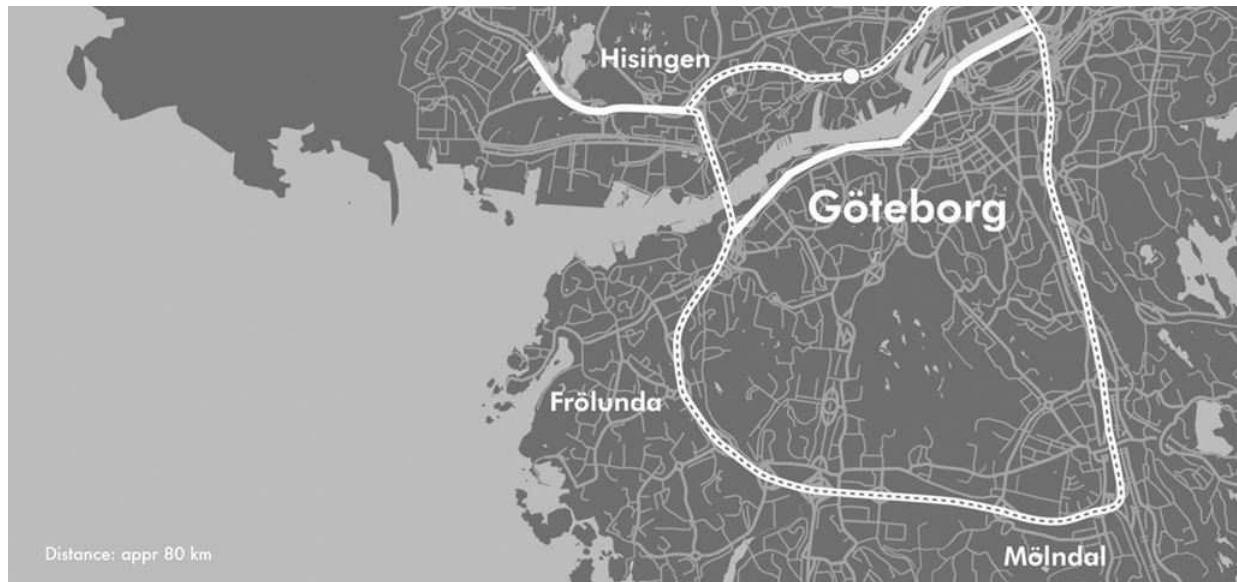 Hisingen
Göteborg
Frölunda
Mölndal
Distance: appr 80 km